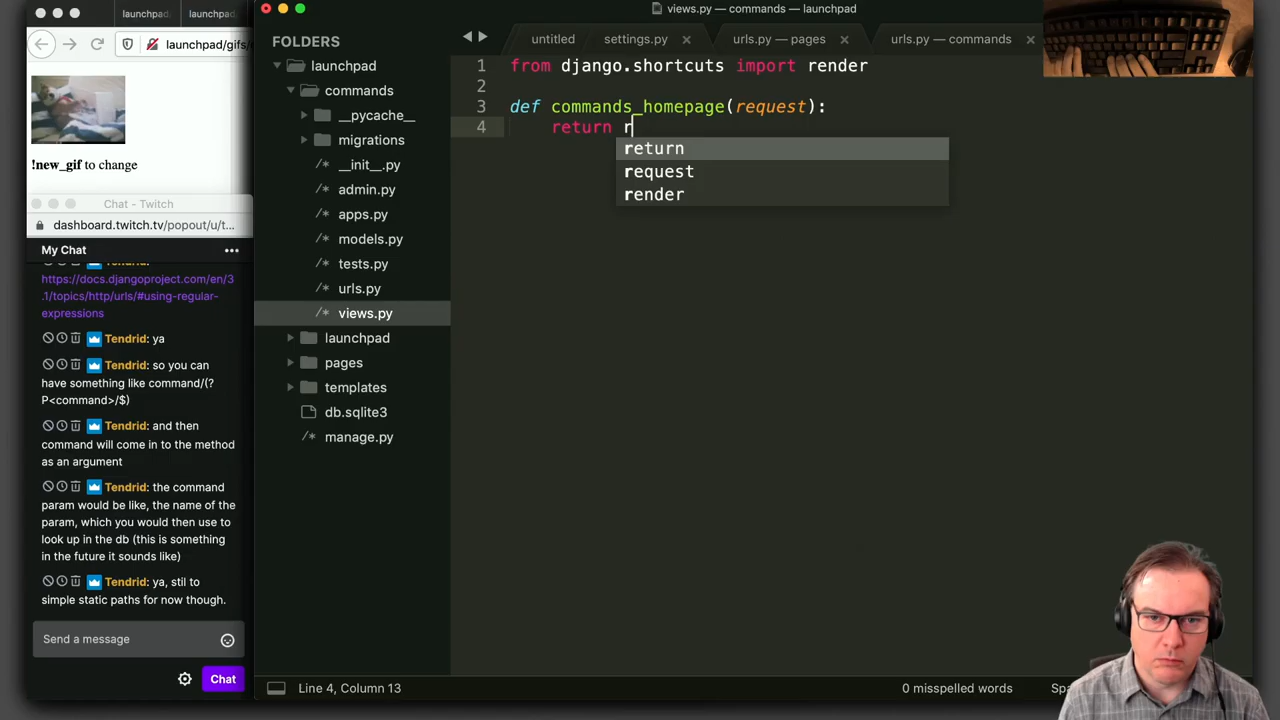 launchpad
launchpad
launchpad/gifs/
!new_gif to change
Chat - Twitch
dashboard.twitch.tv/popout/u/t...
My Chat
https://docs.djangoproject.com/en/3
.1/topics/http/urls/#using-regular-
expressions
Tendrid: ya
Tendrid: so you can
have something like command/(?
P<command>/$)
Tendrid: and then
command will come in to the method
as an argument
Tendrid: the command
param would be like, the name of the
param, which you would then use to
look up in the db (this is something
in the future it sounds like)
Tendrid: ya, stil to
simple static paths for now though.
Send a message
Chat
views.py — commands — launchpad
FOLDERS
launchpad
commands
__pycache__
migrations
__init__.py
admin.py
apps.py
models.py
tests.py
urls.py
views.py
launchpad
pages
templates
db.sqlite3
manage.py
untitled
settings.py
urls.py — pages
urls.py — commands
1 from django.shortcuts import render
2
3 def commands_homepage(request):
4 return r
return
request
render
Line 4, Column 13
0 misspelled words